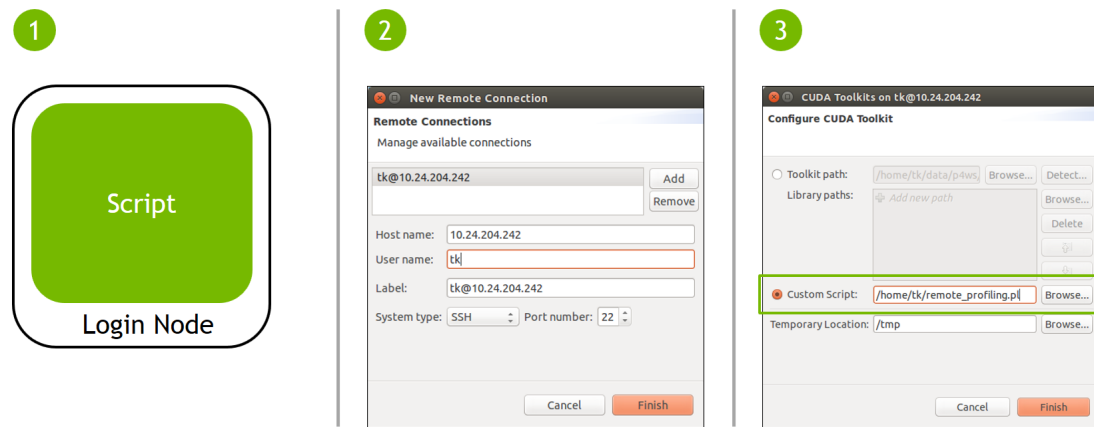 1
Script
Login Node
2
New Remote Connection
Remote Connections
Manage available connections
tk@10.24.204.242
Add
Remove
Host name: 10.24.204.242
User name: tk
Label: tk@10.24.204.242
System type: SSH Port number: 22
Cancel Finish
3
CUDA Toolkits on tk@10.24.204.242
Configure CUDA Toolkit
Toolkit path: /home/tk/data/p4ws, Browse... Detect...
Library paths: Add new path Browse...
Delete
Custom Script: /home/tk/remote_profiling.pl Browse...
Temporary Location: /tmp Browse...
Cancel Finish